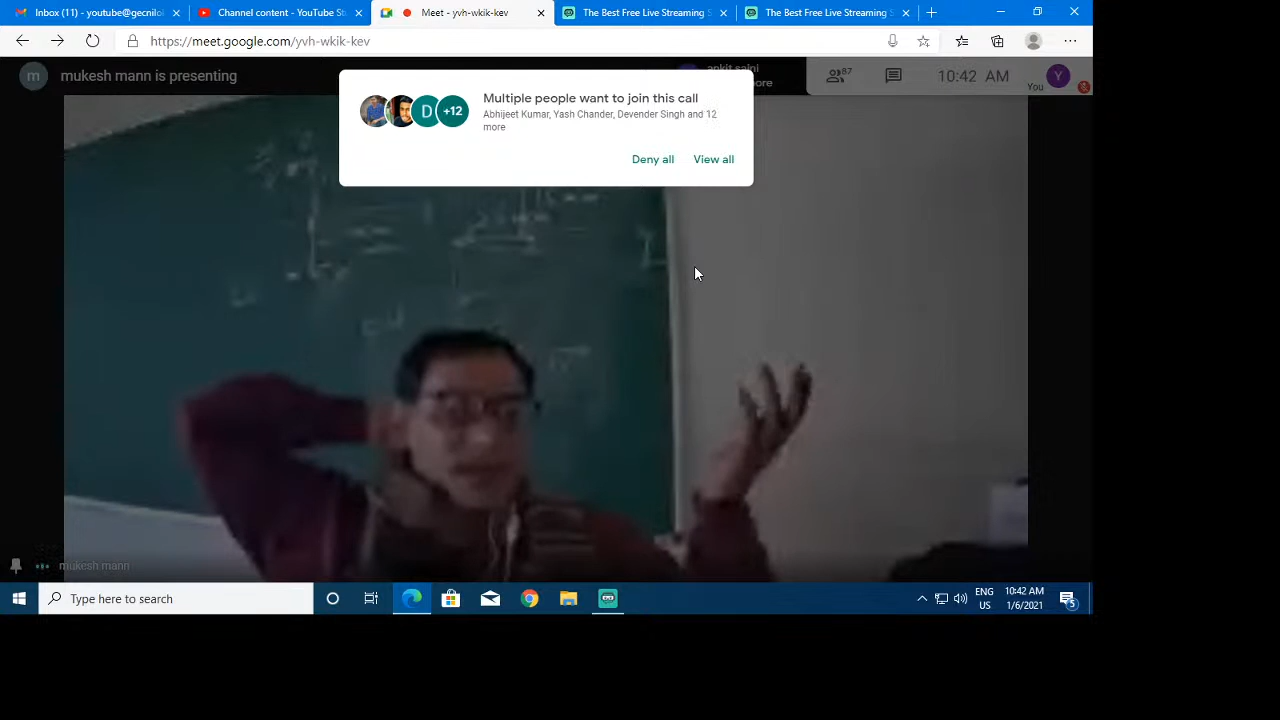 Inbox (11) - youtube@gecnilo
Channel content - YouTube St
Meet - yvh-wkik-kev
The Best Free Live Streaming S
The Best Free Live Streaming S
https://meet.google.com/yvh-wkik-kev
m
mukesh mann is presenting
ankit saini
87
10:42 AM
You
Y
D
+12
Multiple people want to join this call
Abhijeet Kumar, Yash Chander, Devender Singh and 12
more
Deny all
View all
mukesh mann
Type here to search
ENG
US
10:42 AM
1/6/2021
5